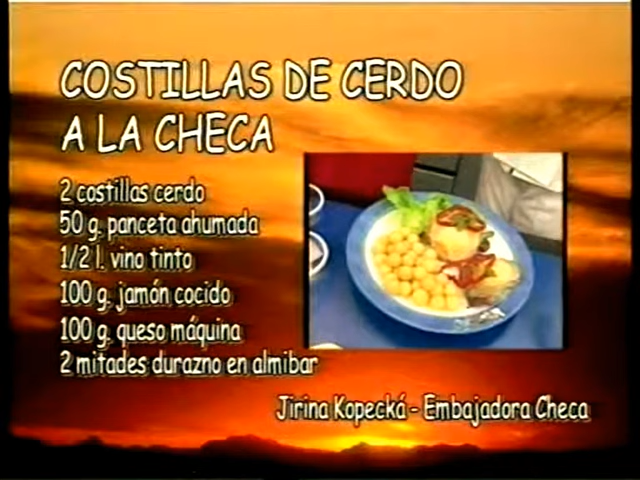 COSTILLAS DE CERDO
A LA CHECA
2 costillas cerdo
50 g. panceta ahumada
1/2 l. vino tinto
100 g. jamón cocido
100 g. queso máquina
2 mitades durazno en almibar
Jirina Kopecká - Embajadora Checa